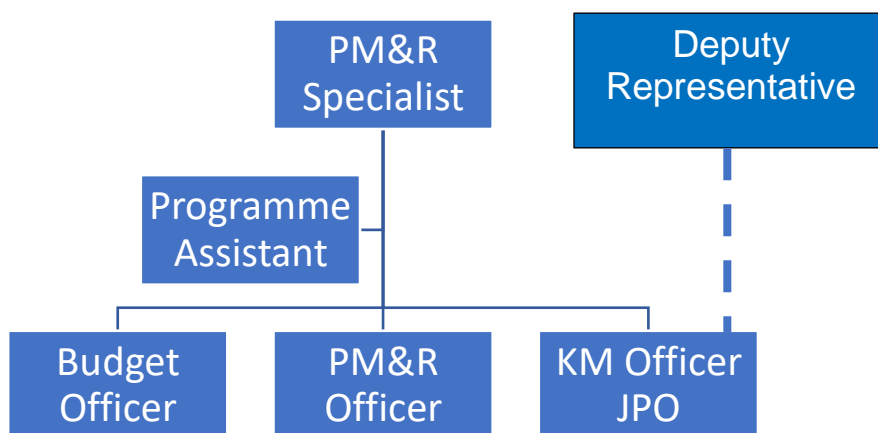 PM&R
Specialist
Deputy
Representative
Programme
Assistant
Budget
Officer
PM&R
Officer
KM Officer
JPO